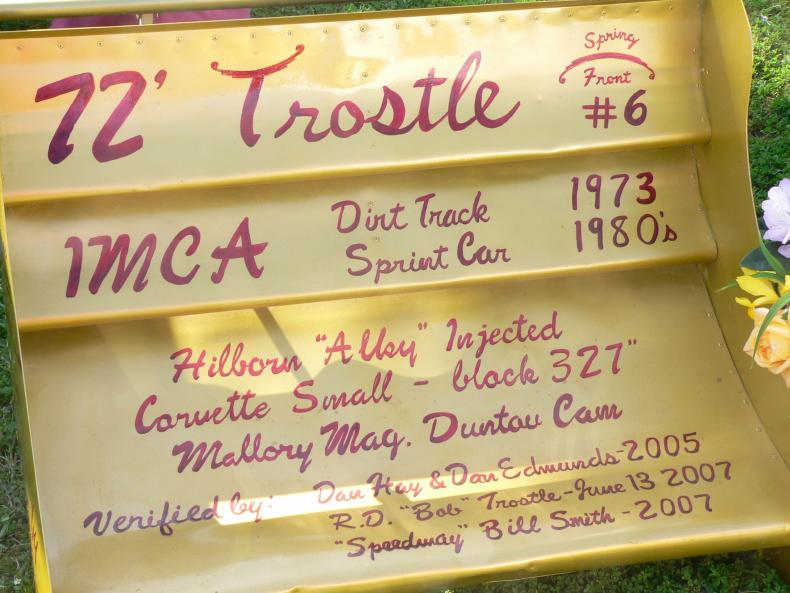 72' Trostle
Spring
Front
#6
IMCA
Dirt Track
Sprint Car
1973
1980's
Hilborn "Alky" Injected
Corvette Small - block 327"
Mallory Mag. Duntov Cam
Verified by: Dan Hay & Don Edmunds-2005
R.D. "Bob" Trostle-June 13 2007
"Speedway" Bill Smith - 2007